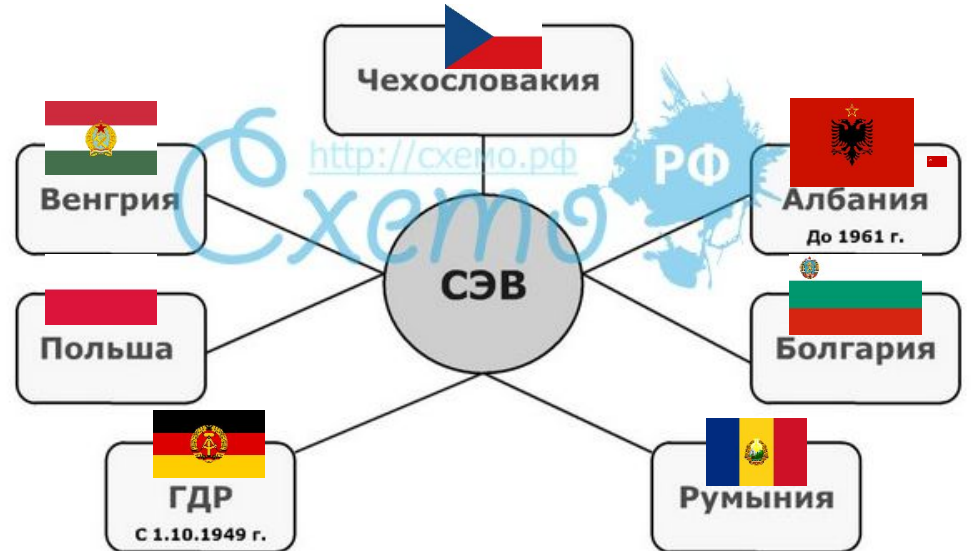 Чехословакия
Венгрия
http://схемо.рф
Схемо
РФ
Албания
До 1961 г.
СЭВ
Польша
Болгария
ГДР
С 1.10.1949 г.
Румыния